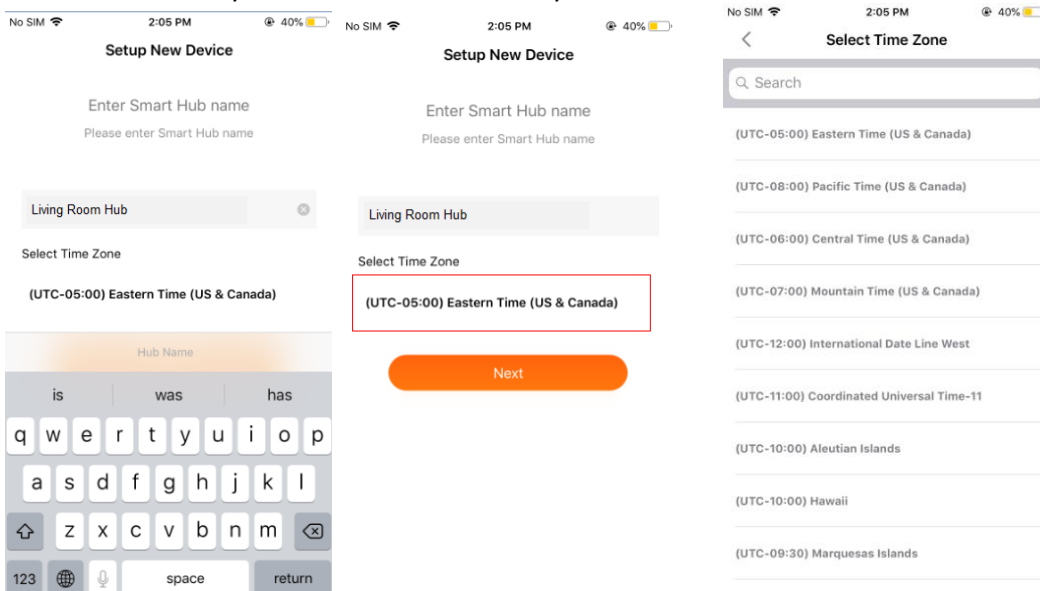 No SIM 2:05 PM 40%
Setup New Device
Enter Smart Hub name
Please enter Smart Hub name
Living Room Hub
Select Time Zone
(UTC-05:00) Eastern Time (US & Canada)
Hub Name
is was has
q w e r t y u i o p
a s d f g h j k l
z x c v b n m
123 space return
No SIM 2:05 PM 40%
Setup New Device
Enter Smart Hub name
Please enter Smart Hub name
Living Room Hub
Select Time Zone
(UTC-05:00) Eastern Time (US & Canada)
Next
No SIM 2:05 PM 40%
Select Time Zone
Search
(UTC-05:00) Eastern Time (US & Canada)
(UTC-08:00) Pacific Time (US & Canada)
(UTC-06:00) Central Time (US & Canada)
(UTC-07:00) Mountain Time (US & Canada)
(UTC-12:00) International Date Line West
(UTC-11:00) Coordinated Universal Time-11
(UTC-10:00) Aleutian Islands
(UTC-10:00) Hawaii
(UTC-09:30) Marquesas Islands